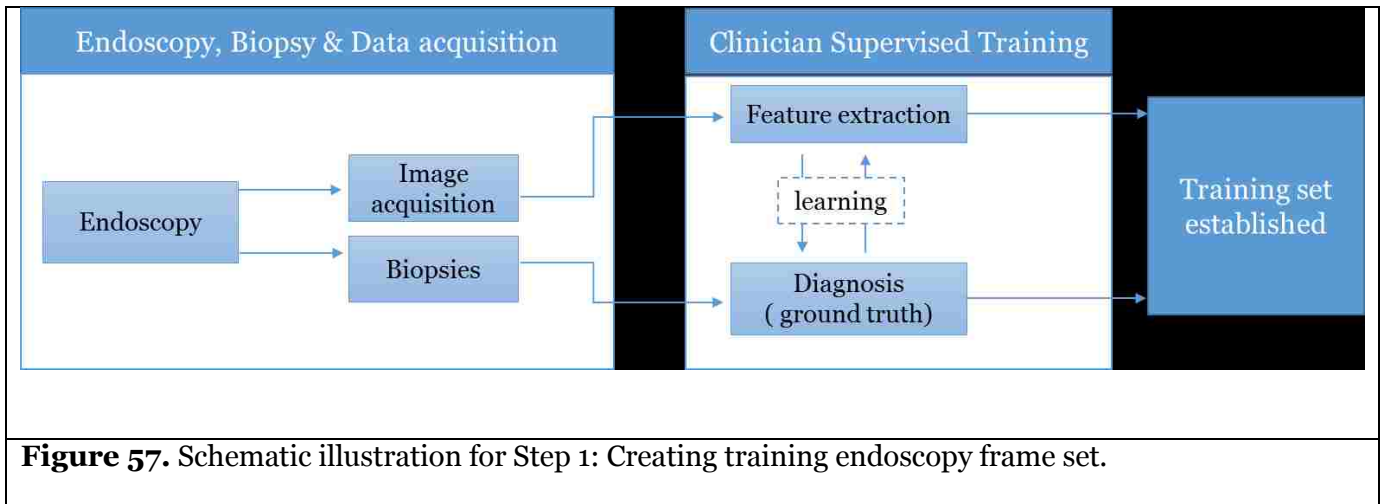 Endoscopy, Biopsy & Data acquisition
Clinician Supervised Training
Endoscopy
Image
acquisition
Biopsies
Feature extraction
learning
Diagnosis
( ground truth)
Training set
established
Figure 57. Schematic illustration for Step 1: Creating training endoscopy frame set.